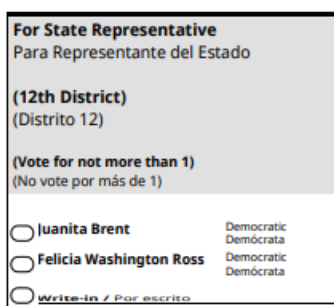 For State Representative
Para Representante del Estado
(12th District)
(Distrito 12)
(Vote for not more than 1)
(No vote por más de 1)
Juanita Brent Democratic
Demócrata
Felicia Washington Ross Democratic
Demócrata
Write-in / Por escrito